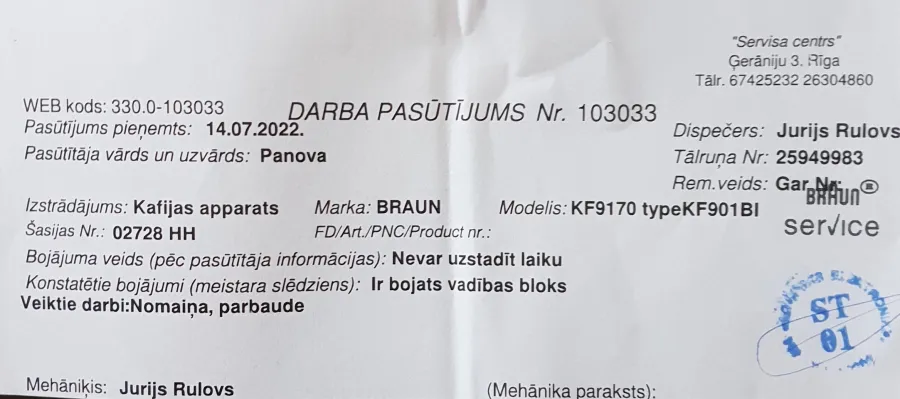 "Servisa centrs"
Ģerāniju 3. Rīga
Tālr. 67425232 26304860
WEB kods: 330.0-103033
DARBA PASŪTĪJUMS Nr. 103033
Pasūtījums pieņemts: 14.07.2022.
Dispečers: Jurijs Rulovs
Pasūtītāja vārds un uzvārds: Panova
Tālruņa Nr: 25949983
Rem.veids: Gar.Nr.
BRAUN ®
service
Izstrādājums: Kafijas apparats Marka: BRAUN Modelis: KF9170 typeKF901BI
Šasijas Nr.: 02728 HH FD/Art./PNC/Product nr.:
Bojājuma veids (pēc pasūtītāja informācijas): Nevar uzstadīt laiku
Konstatētie bojājumi (meistara slēdziens): Ir bojats vadības bloks
Veiktie darbi:Nomaiņa, parbaude
ST
01
Mehāniķis: Jurijs Rulovs (Mehānika paraksts):